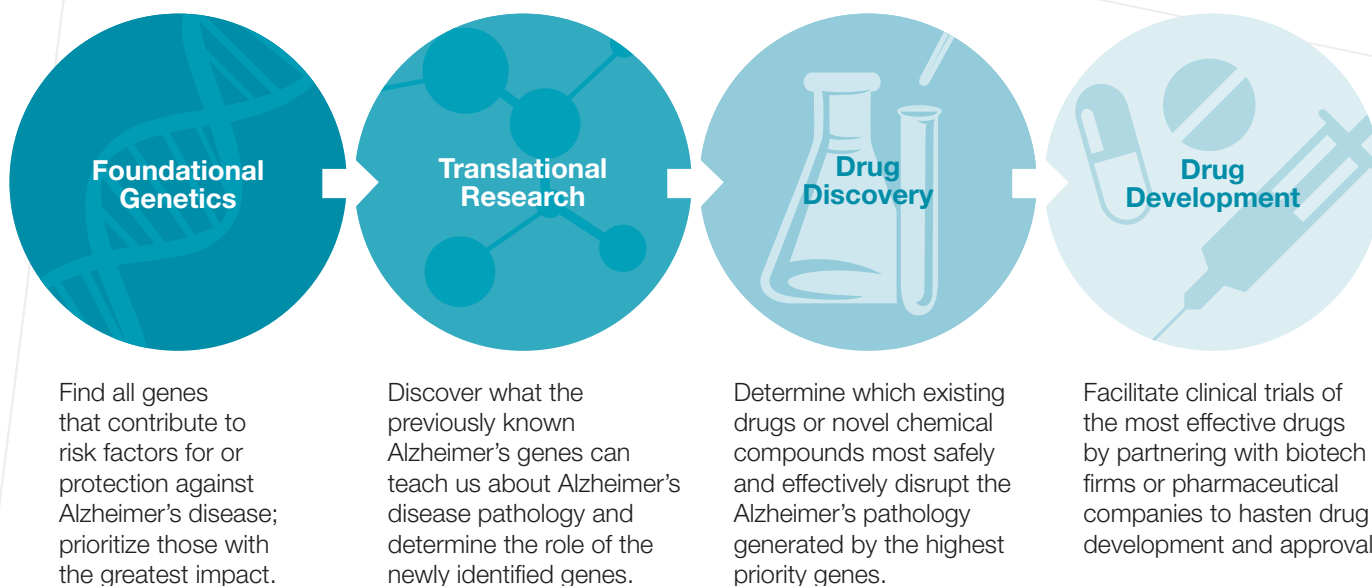 Foundational
Genetics
Translational
Research
Drug
Discovery
Drug
Development
Find all genes
that contribute to
risk factors for or
protection against
Alzheimer’s disease;
prioritize those with
the greatest impact.
Discover what the
previously known
Alzheimer’s genes can
teach us about Alzheimer’s
disease pathology and
determine the role of the
newly identified genes.
Determine which existing
drugs or novel chemical
compounds most safely
and effectively disrupt the
Alzheimer’s pathology
generated by the highest
priority genes.
Facilitate clinical trials of
the most effective drugs
by partnering with biotech
firms or pharmaceutical
companies to hasten drug
development and approval